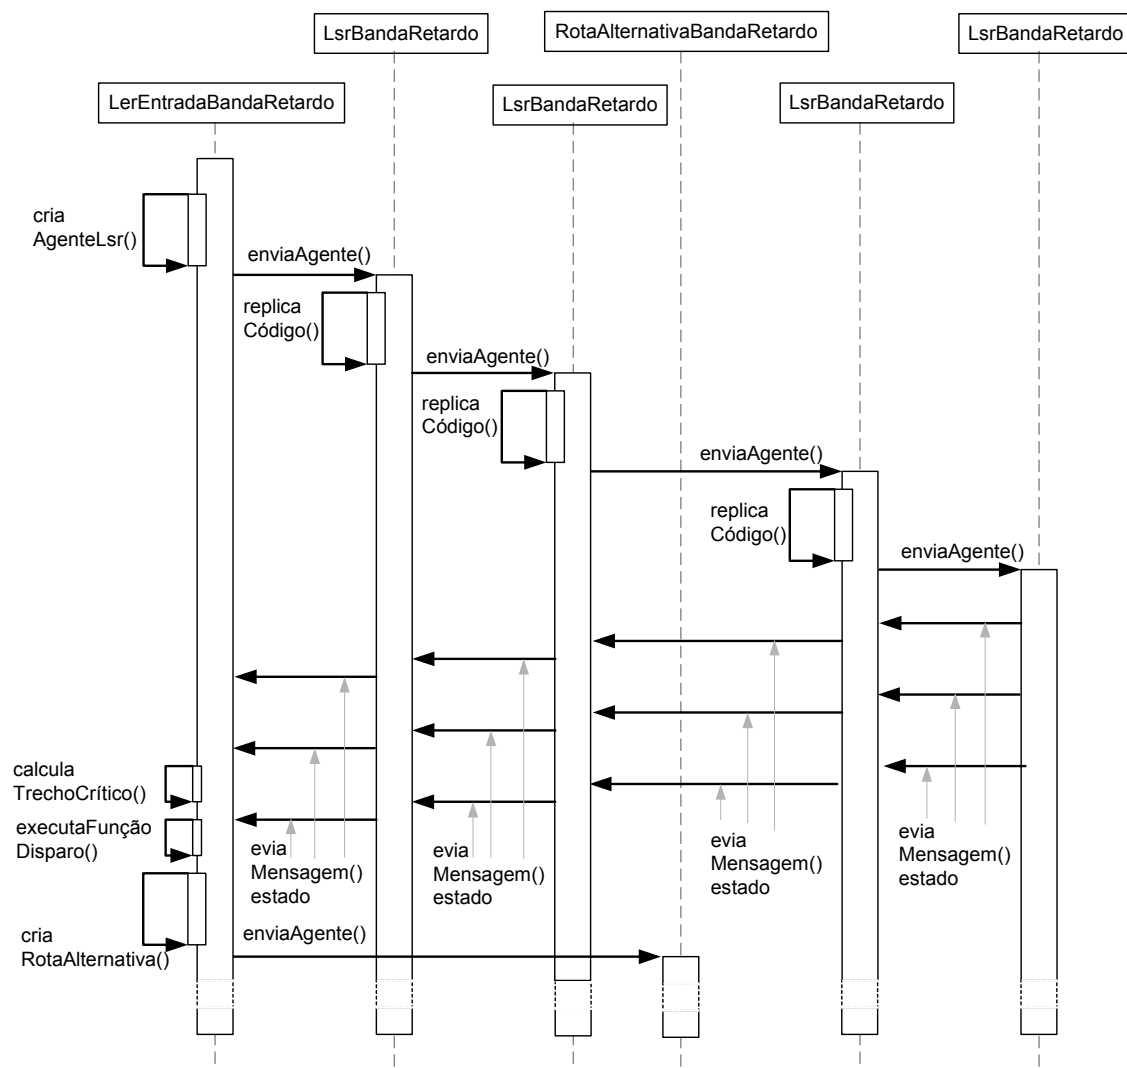 LsrBandaRetardo
RotaAlternativaBandaRetardo
LsrBandaRetardo
LerEntradaBandaRetardo
LsrBandaRetardo
LsrBandaRetardo
cria
AgenteLsr()
enviaAgente()
replica
Código()
enviaAgente()
replica
Código()
enviaAgente()
replica
Código()
enviaAgente()
calcula
TrechoCrítico()
executaFunção
Disparo()
evia
Mensagem()
estado
evia
Mensagem()
estado
evia
Mensagem()
estado
evia
Mensagem()
estado
cria
RotaAlternativa()
enviaAgente()